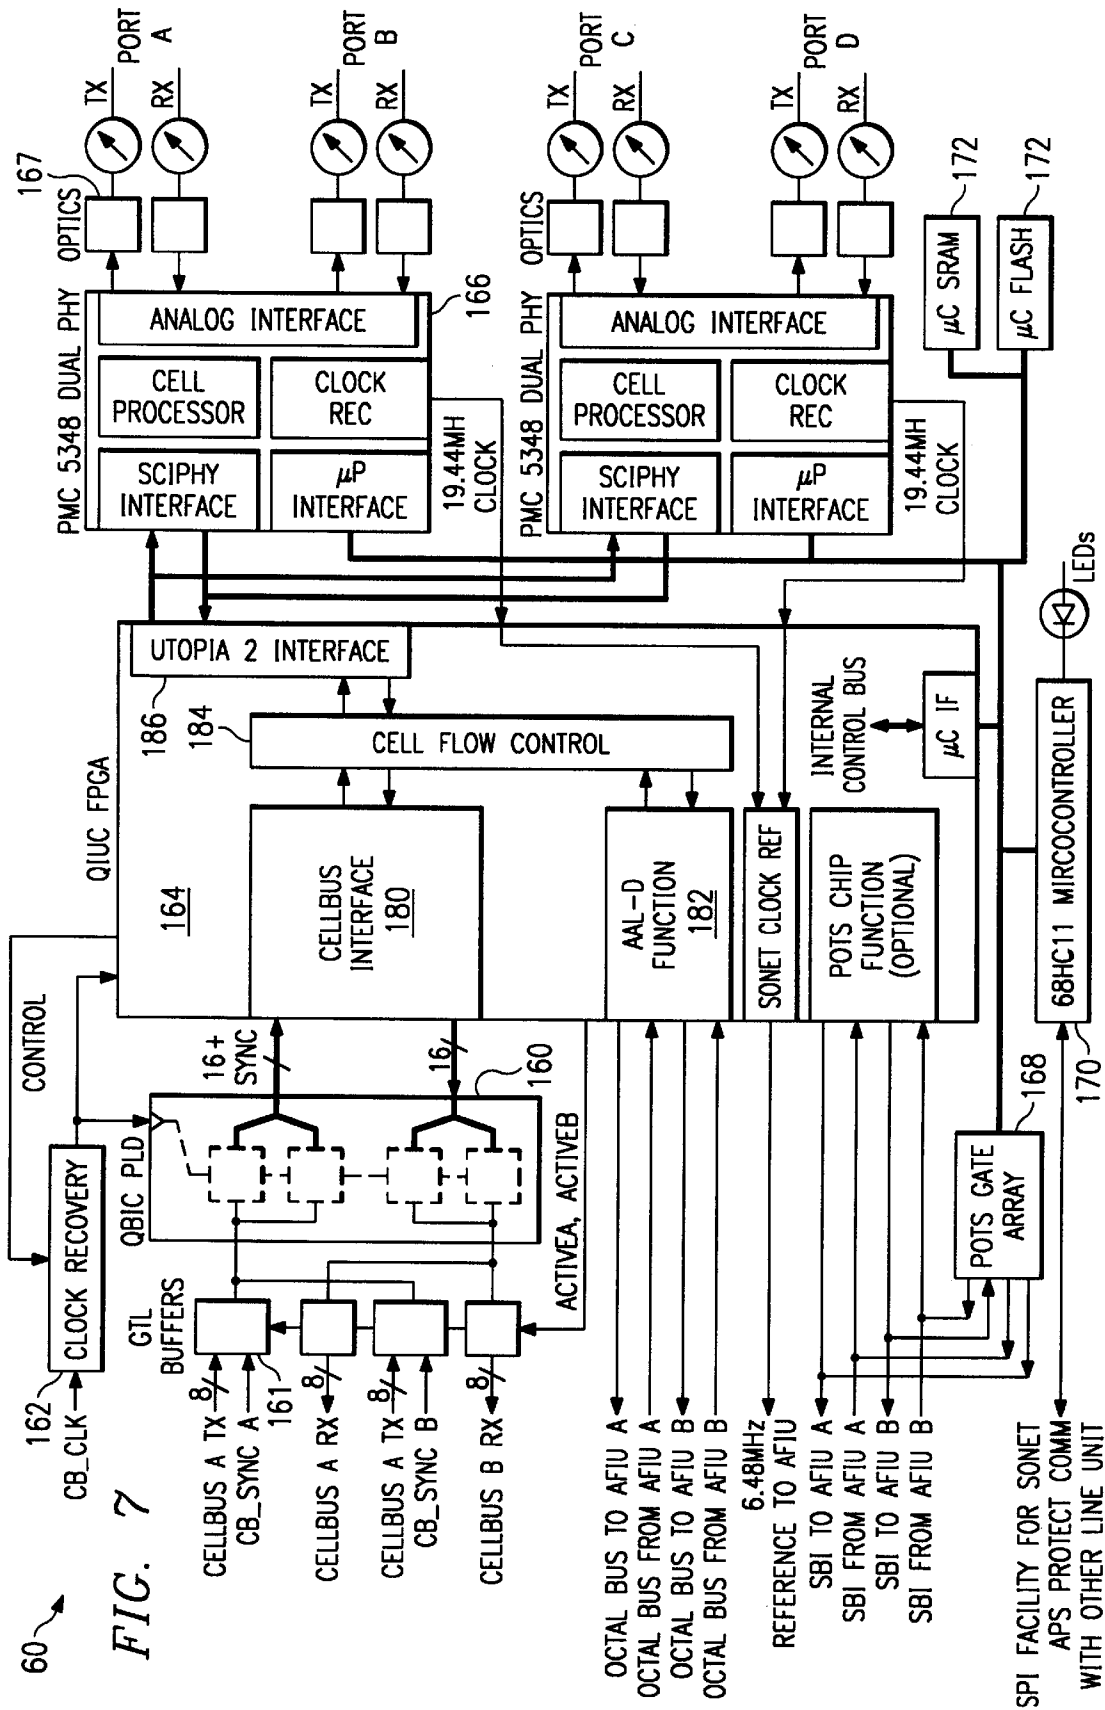 60
FIG. 7
162
CB_CLK
CLOCK RECOVERY
CONTROL
GTL
BUFFERS
161
CELLBUS A TX
8
CB_SYNC A
CELLBUS A RX
8
CELLBUS A TX
8
CB_SYNC B
CELLBUS B RX
8
QBIC PLD
16+
SYNC
16
160
ACTIVEA, ACTIVEB
QIUC FPGA
164
CELLBUS
INTERFACE
180
184
CELL FLOW CONTROL
186
UTOPIA 2 INTERFACE
AAL-D
FUNCTION
182
SONET CLOCK REF
POTS CHIP
FUNCTION
(OPTIONAL)
INTERNAL
CONTROL BUS
μC IF
OCTAL BUS TO AFIU A
OCTAL BUS FROM AFIU A
OCTAL BUS TO AFIU B
OCTAL BUS FROM AFIU B
6.48MHz
REFERENCE TO AFIU
SBI TO AFIU A
SBI FROM AFIU A
SBI TO AFIU B
SBI FROM AFIU B
SPI FACILITY FOR SONET
APS PROTECT COMM
WITH OTHER LINE UNIT
POTS GATE
ARRAY
168
170
68HC11 MIRCOCONTROLLER
LEDs
PMC 5348 DUAL PHY
SCIPHY
INTERFACE
μP
INTERFACE
CELL
PROCESSOR
CLOCK
REC
ANALOG INTERFACE
166
19.44MH
CLOCK
OPTICS
167
TX
PORT
A
RX
TX
PORT
B
RX
PMC 5348 DUAL PHY
SCIPHY
INTERFACE
μP
INTERFACE
CELL
PROCESSOR
CLOCK
REC
ANALOG INTERFACE
19.44MH
CLOCK
OPTICS
TX
PORT
C
RX
TX
PORT
D
RX
μC SRAM
172
μC FLASH
172